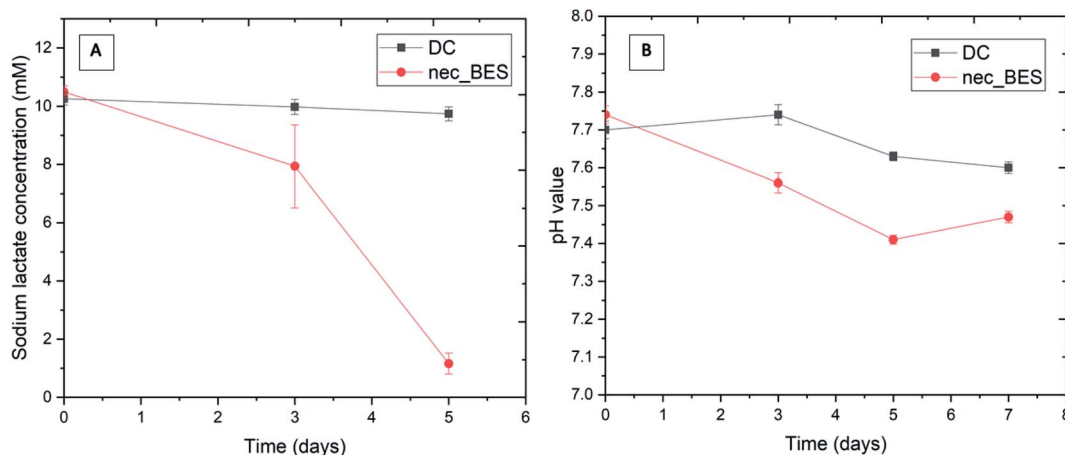 A
DC
nec_BES
12
10
8
6
4
2
0
0 1 2 3 4 5 6
Sodium lactate concentration (mM)
Time (days)
B
DC
nec_BES
8.0
7.9
7.8
7.7
7.6
7.5
7.4
7.3
7.2
7.1
7.0
0 1 2 3 4 5 6 7 8
pH value
Time (days)